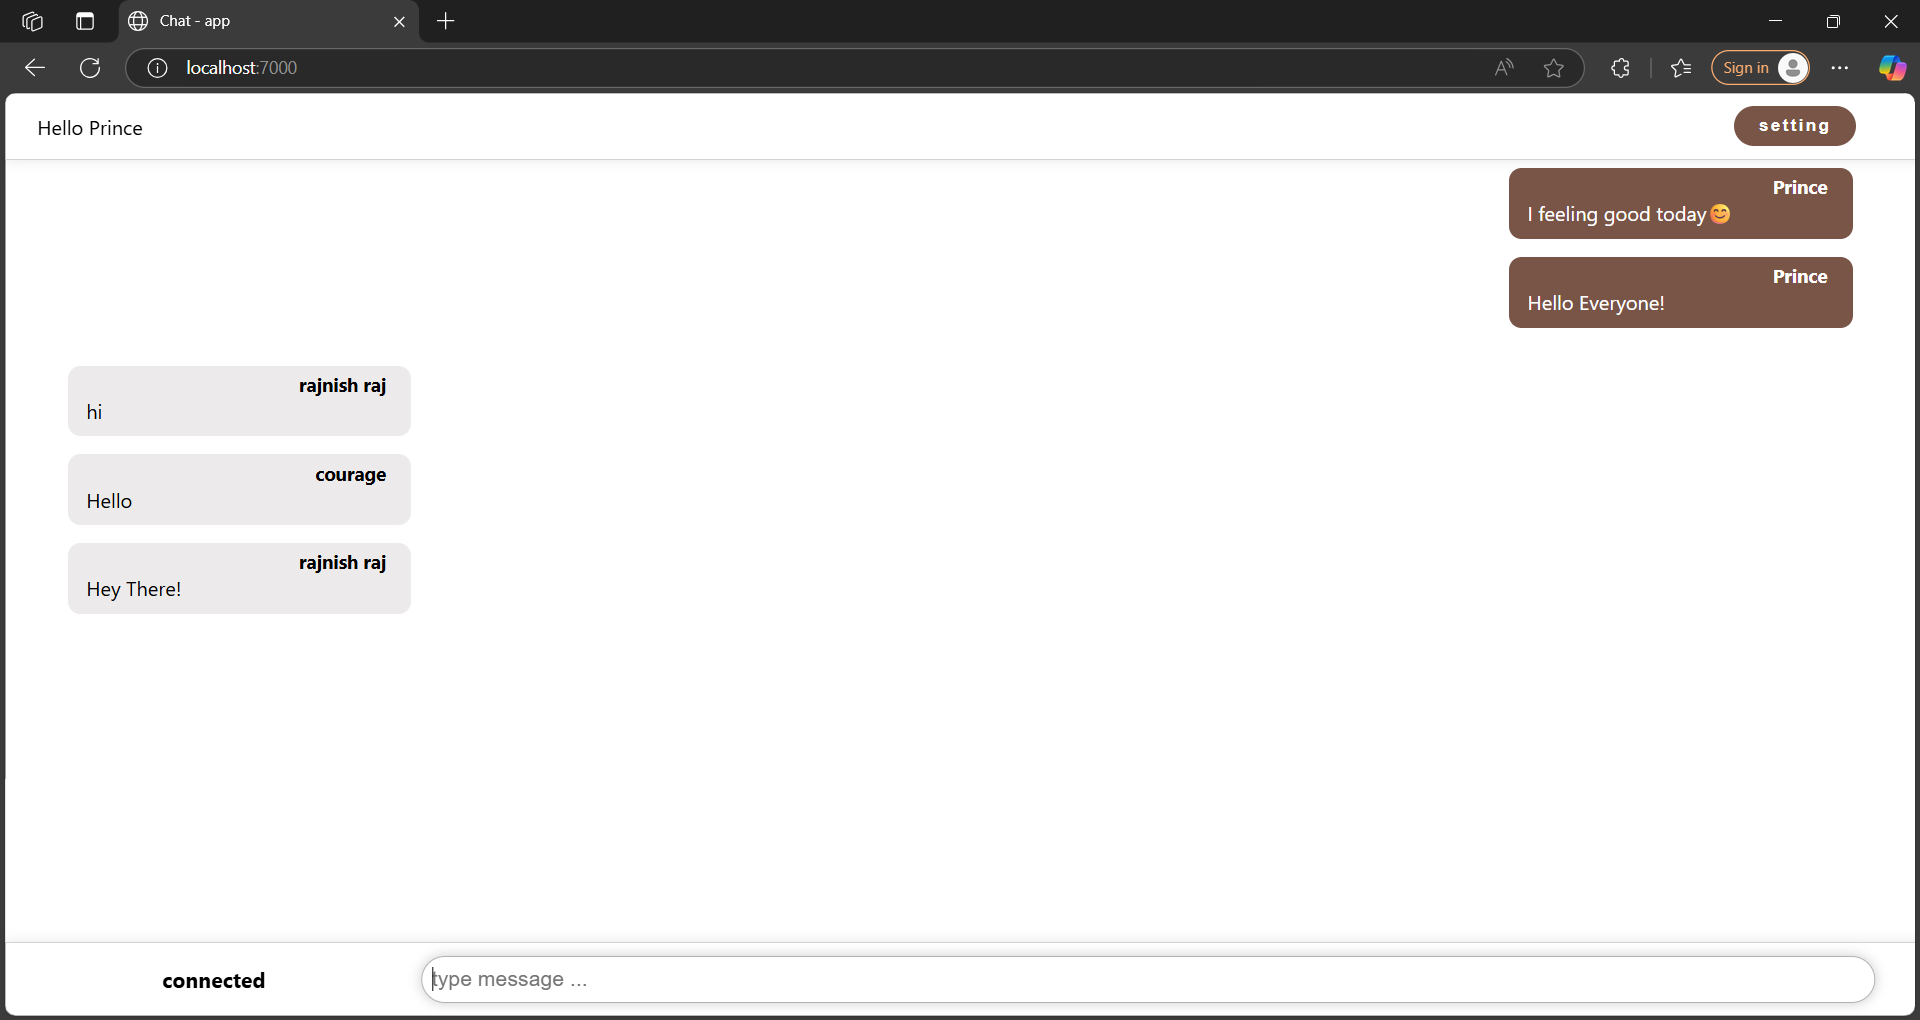 Chat - app
localhost:7000
Sign in
Hello Prince
setting
Prince
I feeling good today😊
Prince
Hello Everyone!
rajnish raj
hi
courage
Hello
rajnish raj
Hey There!
connected
type message ...